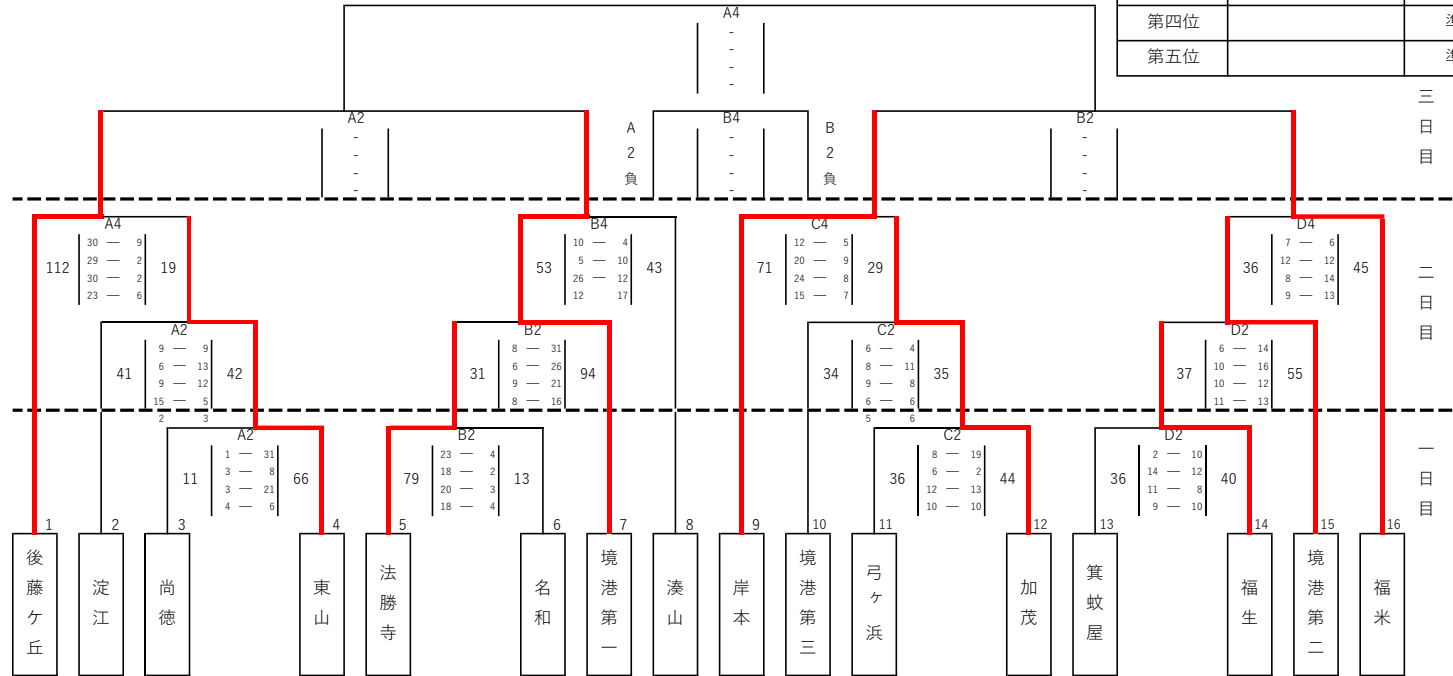 A4
-
-
-
-
第四位
準
第五位
準
三日目
A2
-
-
-
-
A2負
B4
-
-
-
-
B2負
B2
-
-
-
-
二日目
A4
112
30 — 9
29 — 2
30 — 2
23 — 6
19
B4
53
10 — 4
5 — 10
26 — 12
12 17
43
C4
71
12 — 5
20 — 9
24 — 8
15 — 7
29
D4
36
7 — 6
12 — 12
8 — 14
9 — 13
45
A2
41
9 — 9
6 — 13
9 — 12
15 — 5
2 3
42
B2
31
8 — 31
6 — 26
9 — 21
8 — 16
94
C2
34
6 — 4
8 — 11
9 — 8
6 — 6
5 6
35
D2
37
6 — 14
10 — 16
10 — 12
11 — 13
55
一日目
A2
11
1 — 31
3 — 8
3 — 21
4 — 6
66
B2
79
23 — 4
18 — 2
20 — 3
18 — 4
13
C2
36
8 — 19
6 — 2
12 — 13
10 — 10
44
D2
36
2 — 10
14 — 12
11 — 8
9 — 10
40
1
後藤ケ丘
2
淀江
3
尚徳
4
東山
5
法勝寺
6
名和
7
境港第一
8
湊山
9
岸本
10
境港第三
11
弓ヶ浜
12
加茂
13
箕蚊屋
14
福生
15
境港第二
16
福米